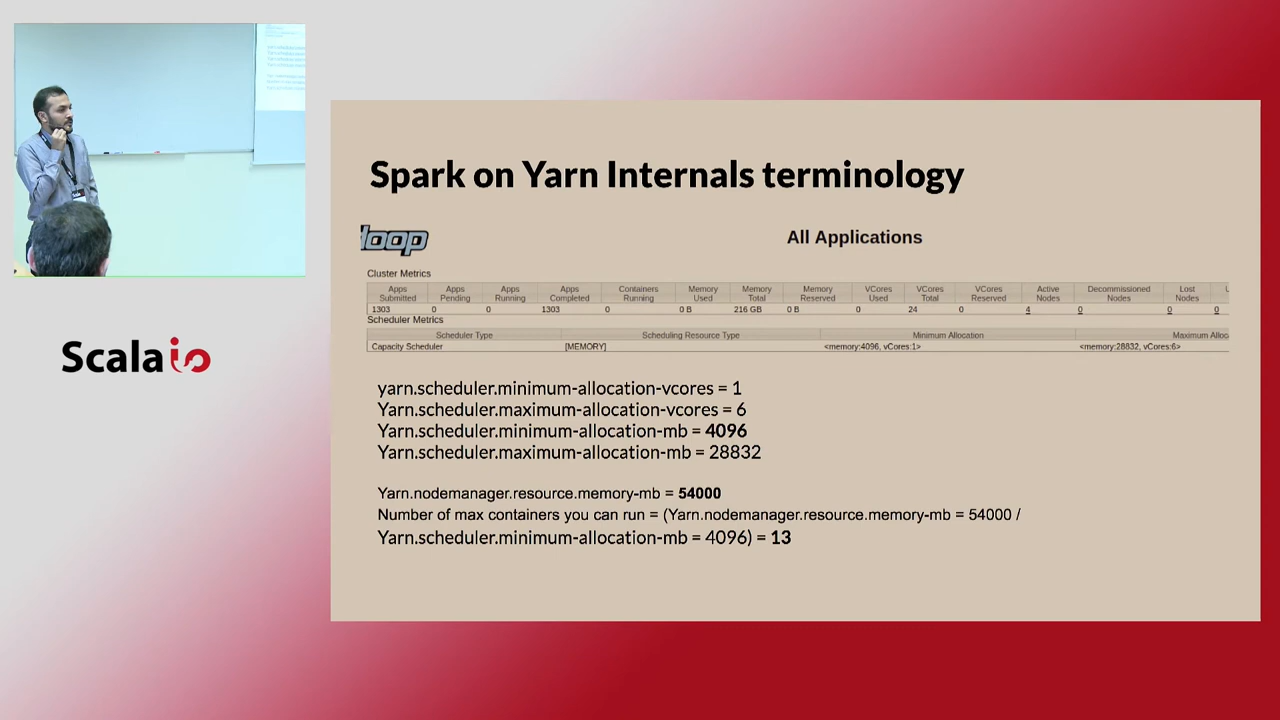 Spark on Yarn Internals terminology
loop
All Applications
Cluster Metrics
Apps Submitted Apps Pending Apps Running Apps Completed Containers Running Memory Used Memory Total Memory Reserved VCores Used VCores Total VCores Reserved Active Nodes Decommissioned Nodes Lost Nodes U
1303 0 0 1303 0 0 B 216 GB 0 B 0 24 0 4 0 0 0
Scheduler Metrics
Scheduler Type Scheduling Resource Type Minimum Allocation Maximum Alloc
Capacity Scheduler [MEMORY] <memory:4096, vCores:1> <memory:28832, vCores:6>
Scala io
yarn.scheduler.minimum-allocation-vcores = 1
Yarn.scheduler.maximum-allocation-vcores = 6
Yarn.scheduler.minimum-allocation-mb = 4096
Yarn.scheduler.maximum-allocation-mb = 28832
Yarn.nodemanager.resource.memory-mb = 54000
Number of max containers you can run = (Yarn.nodemanager.resource.memory-mb = 54000 /
Yarn.scheduler.minimum-allocation-mb = 4096) = 13